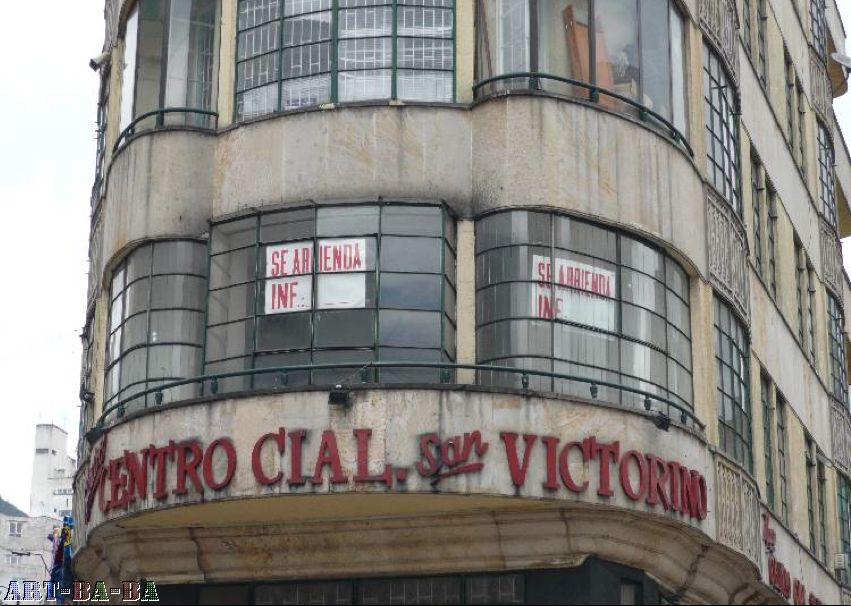 SE ARRIENDA
INF...
SE ARRIENDA
INF
CENTRO CIAL. San VICTORINO
ART-BA-BA